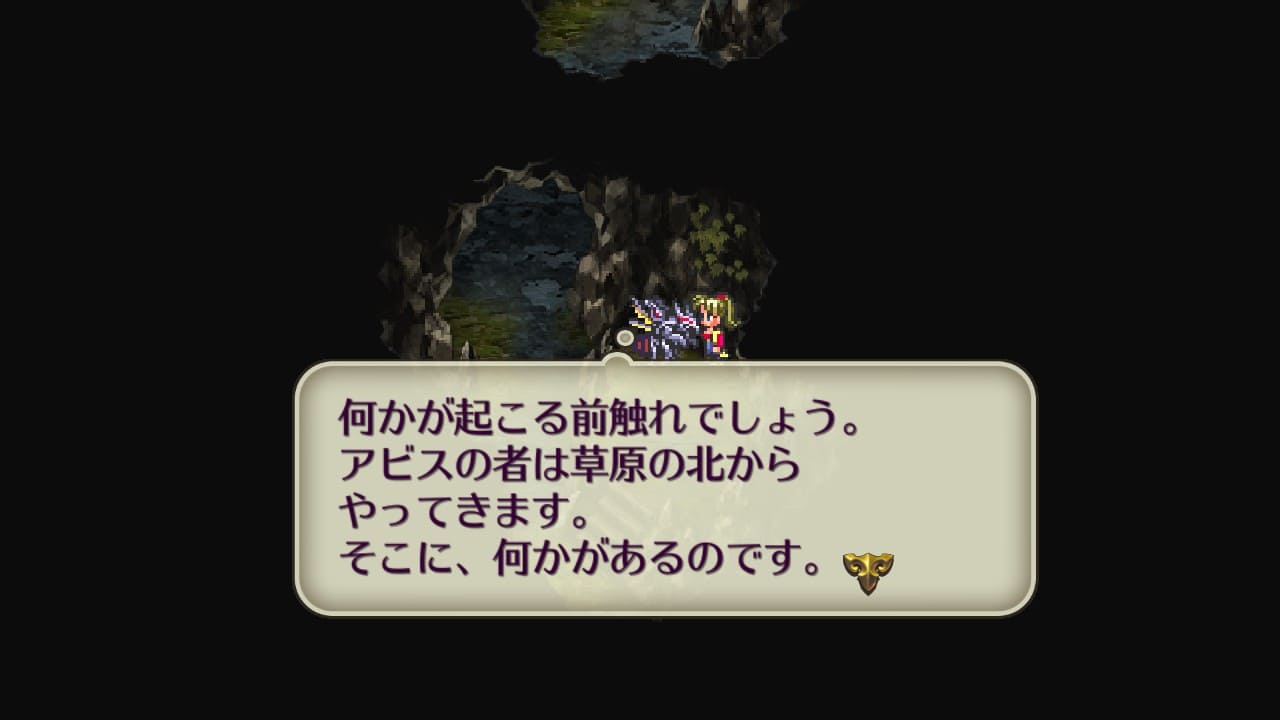 何かが起こる前触れでしょう。
アビスの者は草原の北から
やってきます。
そこに、何かがあるのです。